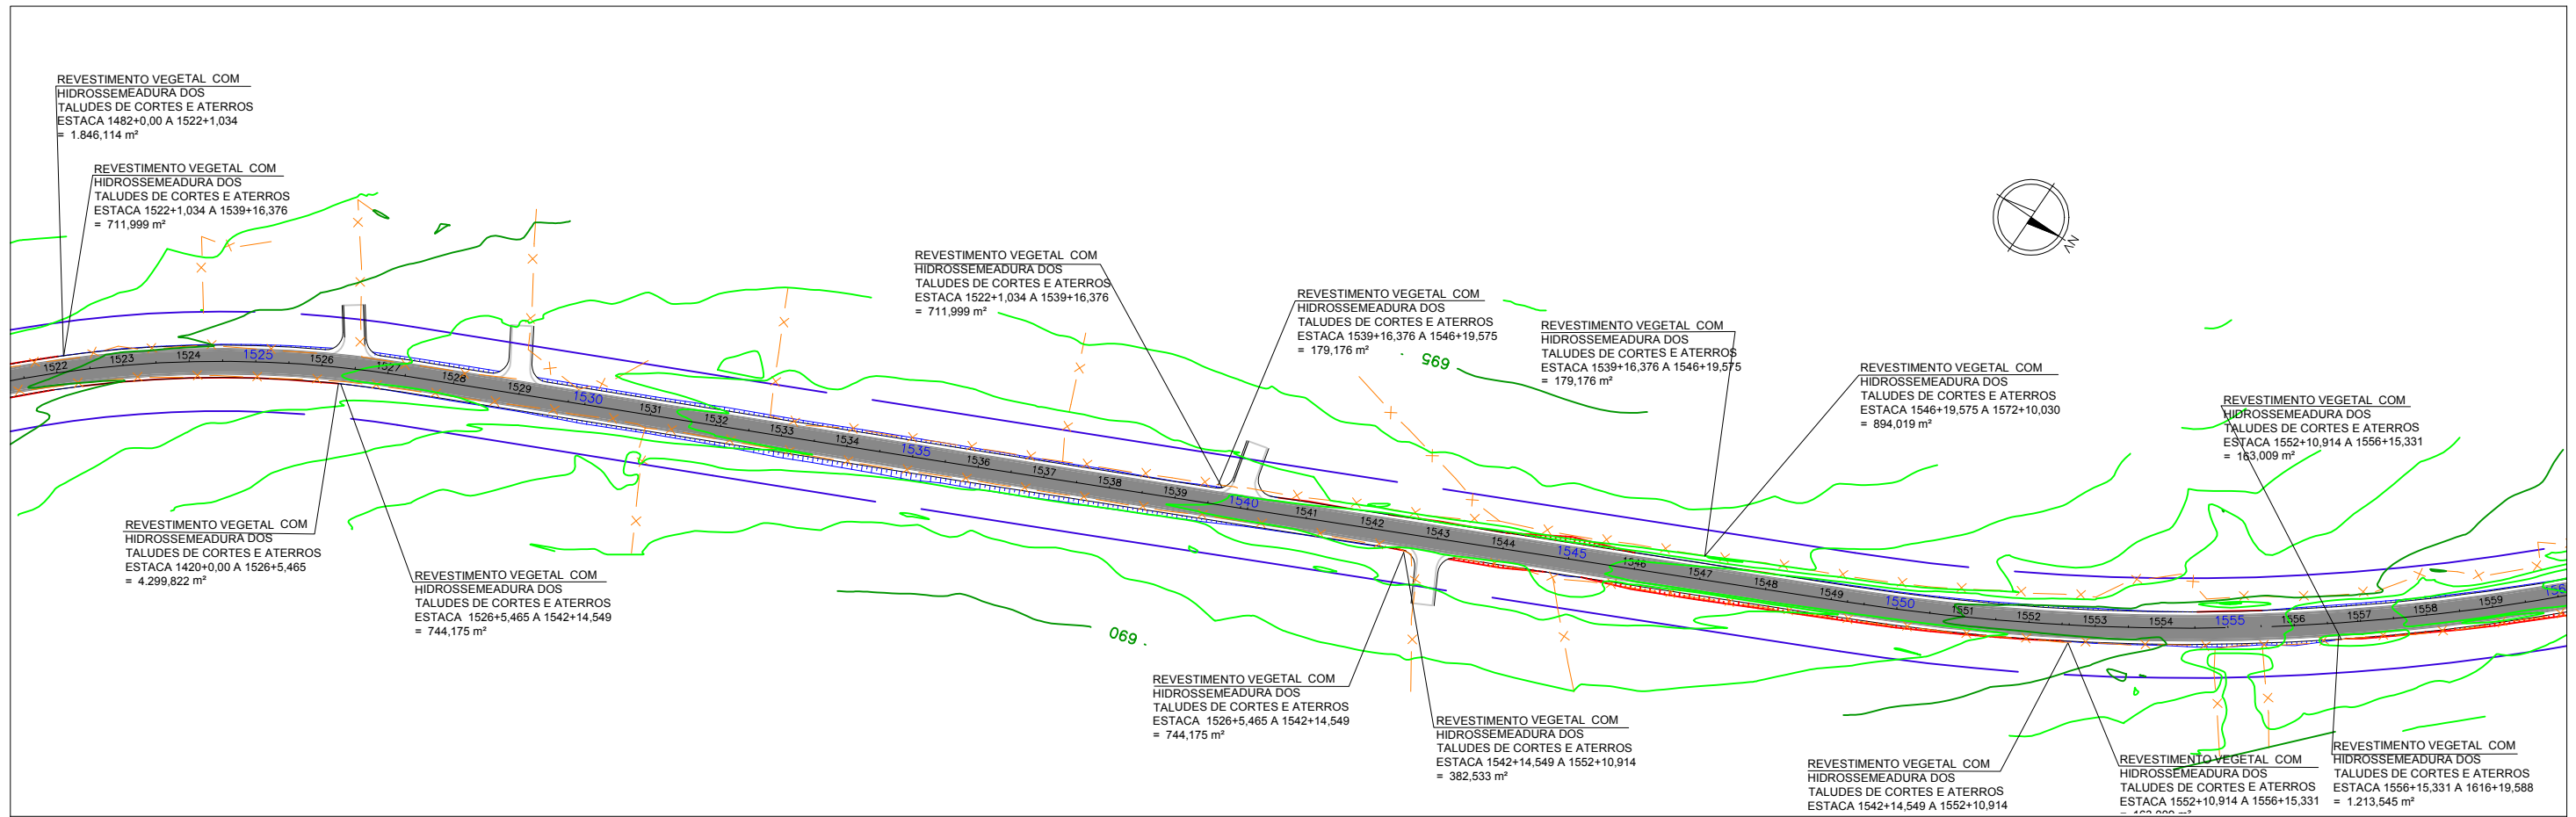 REVESTIMENTO VEGETAL COM
HIDROSSEMEADURA DOS
TALUDES DE CORTES E ATERROS
ESTACA 1482+0,00 A 1522+1,034
= 1.846,114 m²
REVESTIMENTO VEGETAL COM
HIDROSSEMEADURA DOS
TALUDES DE CORTES E ATERROS
ESTACA 1522+1,034 A 1539+16,376
= 711,999 m²
REVESTIMENTO VEGETAL COM
HIDROSSEMEADURA DOS
TALUDES DE CORTES E ATERROS
ESTACA 1522+1,034 A 1539+16,376
= 711,999 m²
REVESTIMENTO VEGETAL COM
HIDROSSEMEADURA DOS
TALUDES DE CORTES E ATERROS
ESTACA 1539+16,376 A 1546+19,575
= 179,176 m²
REVESTIMENTO VEGETAL COM
HIDROSSEMEADURA DOS
TALUDES DE CORTES E ATERROS
ESTACA 1539+16,376 A 1546+19,575
= 179,176 m²
REVESTIMENTO VEGETAL COM
HIDROSSEMEADURA DOS
TALUDES DE CORTES E ATERROS
ESTACA 1546+19,575 A 1572+10,030
= 894,019 m²
REVESTIMENTO VEGETAL COM
HIDROSSEMEADURA DOS
TALUDES DE CORTES E ATERROS
ESTACA 1552+10,914 A 1556+15,331
= 163,009 m²
NV
695
1522
1523
1524
1525
1526
1527
1528
1529
1530
1531
1532
1533
1534
1535
1536
1537
1538
1539
1540
1541
1542
1543
1544
1545
1546
1547
1548
1549
1550
1551
1552
1553
1554
1555
1556
1557
1558
1559
690
REVESTIMENTO VEGETAL COM
HIDROSSEMEADURA DOS
TALUDES DE CORTES E ATERROS
ESTACA 1420+0,00 A 1526+5,465
= 4.299,822 m²
REVESTIMENTO VEGETAL COM
HIDROSSEMEADURA DOS
TALUDES DE CORTES E ATERROS
ESTACA 1526+5,465 A 1542+14,549
= 744,175 m²
REVESTIMENTO VEGETAL COM
HIDROSSEMEADURA DOS
TALUDES DE CORTES E ATERROS
ESTACA 1526+5,465 A 1542+14,549
= 744,175 m²
REVESTIMENTO VEGETAL COM
HIDROSSEMEADURA DOS
TALUDES DE CORTES E ATERROS
ESTACA 1542+14,549 A 1552+10,914
= 382,533 m²
REVESTIMENTO VEGETAL COM
HIDROSSEMEADURA DOS
TALUDES DE CORTES E ATERROS
ESTACA 1542+14,549 A 1552+10,914
REVESTIMENTO VEGETAL COM
HIDROSSEMEADURA DOS
TALUDES DE CORTES E ATERROS
ESTACA 1552+10,914 A 1556+15,331
REVESTIMENTO VEGETAL COM
HIDROSSEMEADURA DOS
TALUDES DE CORTES E ATERROS
ESTACA 1556+15,331 A 1616+19,588
= 1.213,545 m²